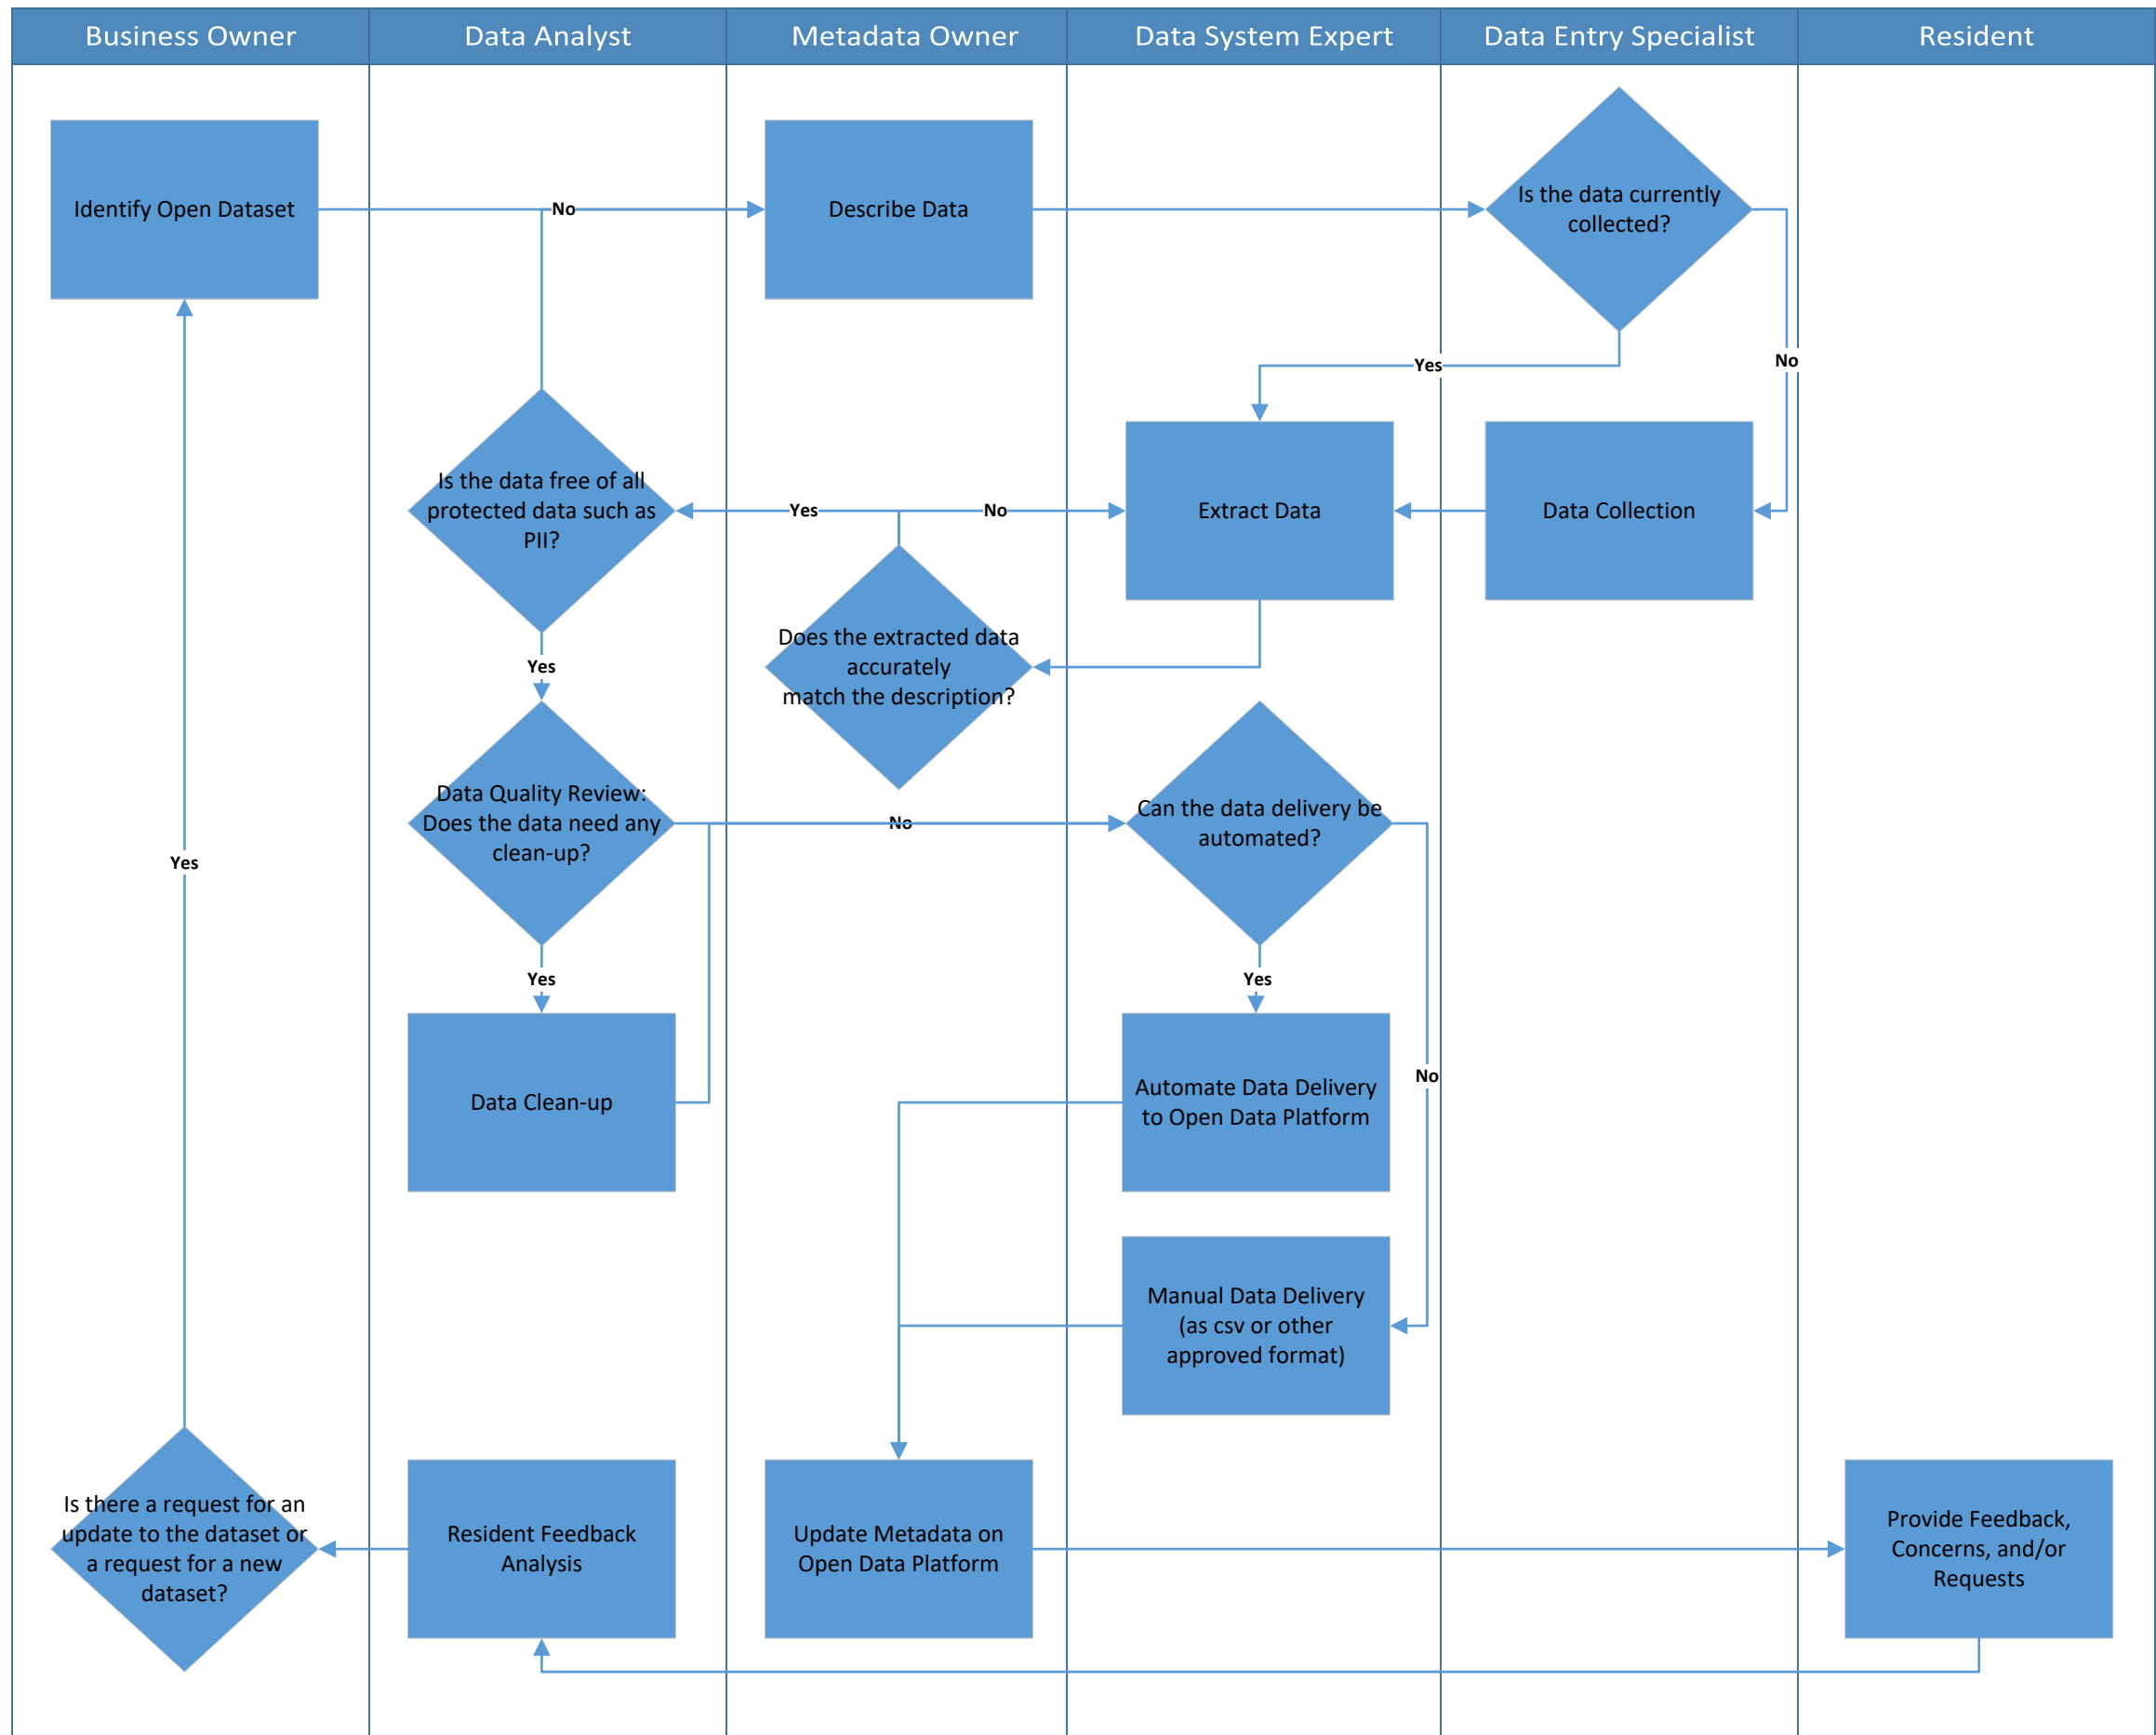 Business Owner
Data Analyst
Metadata Owner
Data System Expert
Data Entry Specialist
Resident
Identify Open Dataset
No
Describe Data
Is the data currently
collected?
Yes
No
Is the data free of all
protected data such as
PII?
Yes
No
Extract Data
Data Collection
Yes
Does the extracted data
accurately
match the description?
Data Quality Review:
Does the data need any
clean-up?
No
Can the data delivery be
automated?
Yes
Yes
Yes
No
Data Clean-up
Automate Data Delivery
to Open Data Platform
Manual Data Delivery
(as csv or other
approved format)
Is there a request for an
update to the dataset or
a request for a new
dataset?
Resident Feedback
Analysis
Update Metadata on
Open Data Platform
Provide Feedback,
Concerns, and/or
Requests